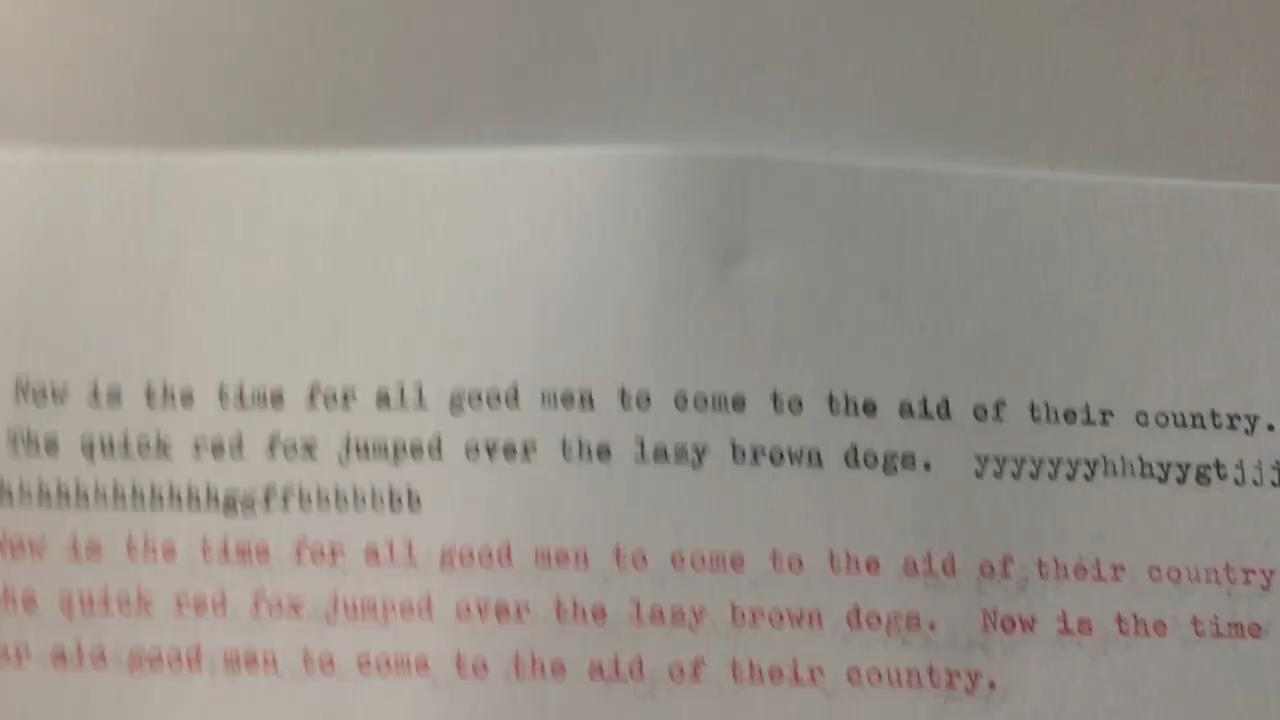 Now is the time for all good men to come to the aid of their country.
The quick red fox jumped over the lazy brown dogs. yyyyyyyhhhyygtjjj
hhhhhhhhhhhhhggffbbbbbbb
Now is the time for all good men to come to the aid of their country
he quick red fox jumped over the lazy brown dogs. Now is the time
good men to come to the aid of their country.